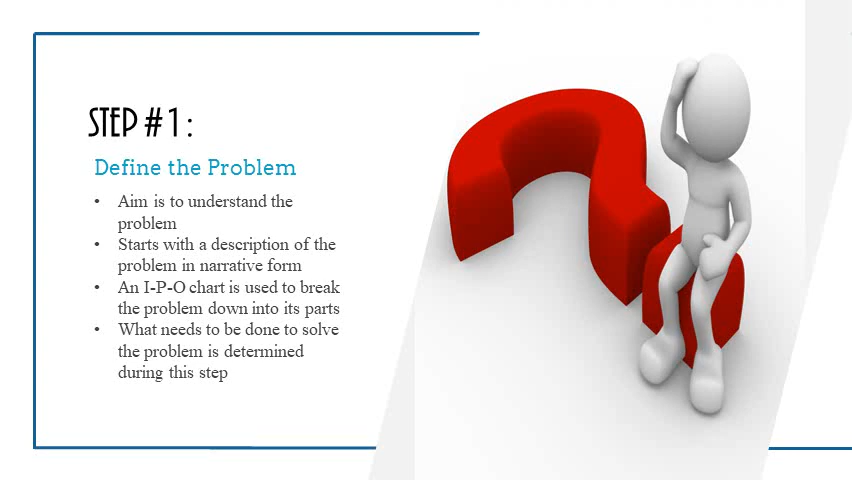 STEP #1:
Define the Problem
• Aim is to understand the
problem
• Starts with a description of the
problem in narrative form
• An I-P-O chart is used to break
the problem down into its parts
• What needs to be done to solve
the problem is determined
during this step